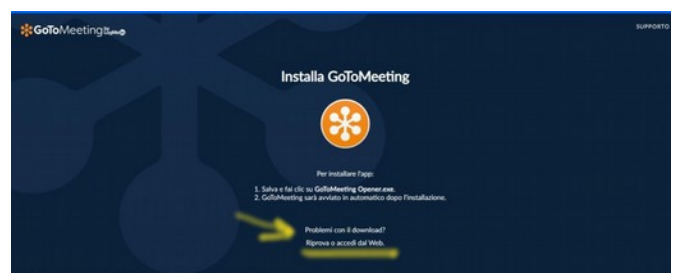 GoToMeeting
SUPPORTO
Installa GoToMeeting
Per installare l'app:
1. Salva e fai clic su GoToMeeting Opener.exe.
2. GoToMeeting sarà avviato in automatico dopo l'installazione.
Problemi con il download?
Riprova o accedi dal Web.